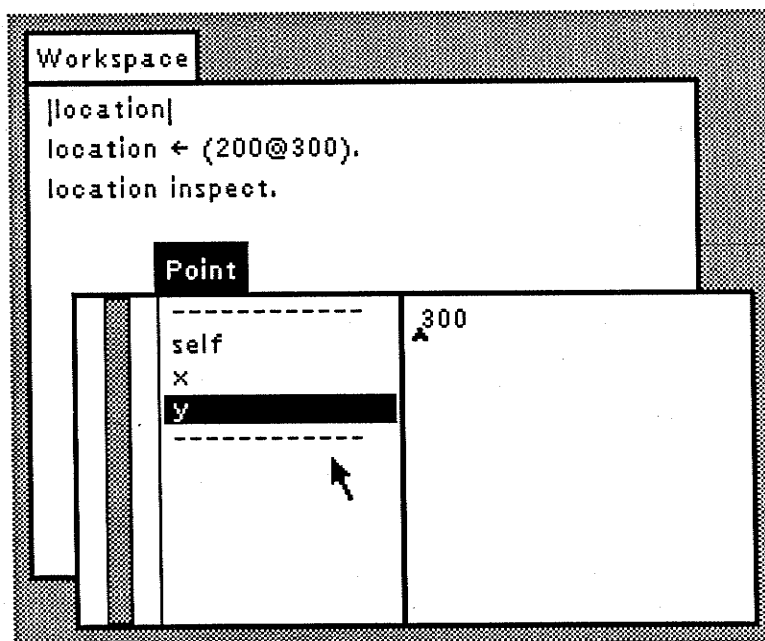 Workspace
|location|
location ← (200@300).
location inspect.
Point
------------
self
x
y
------------
300